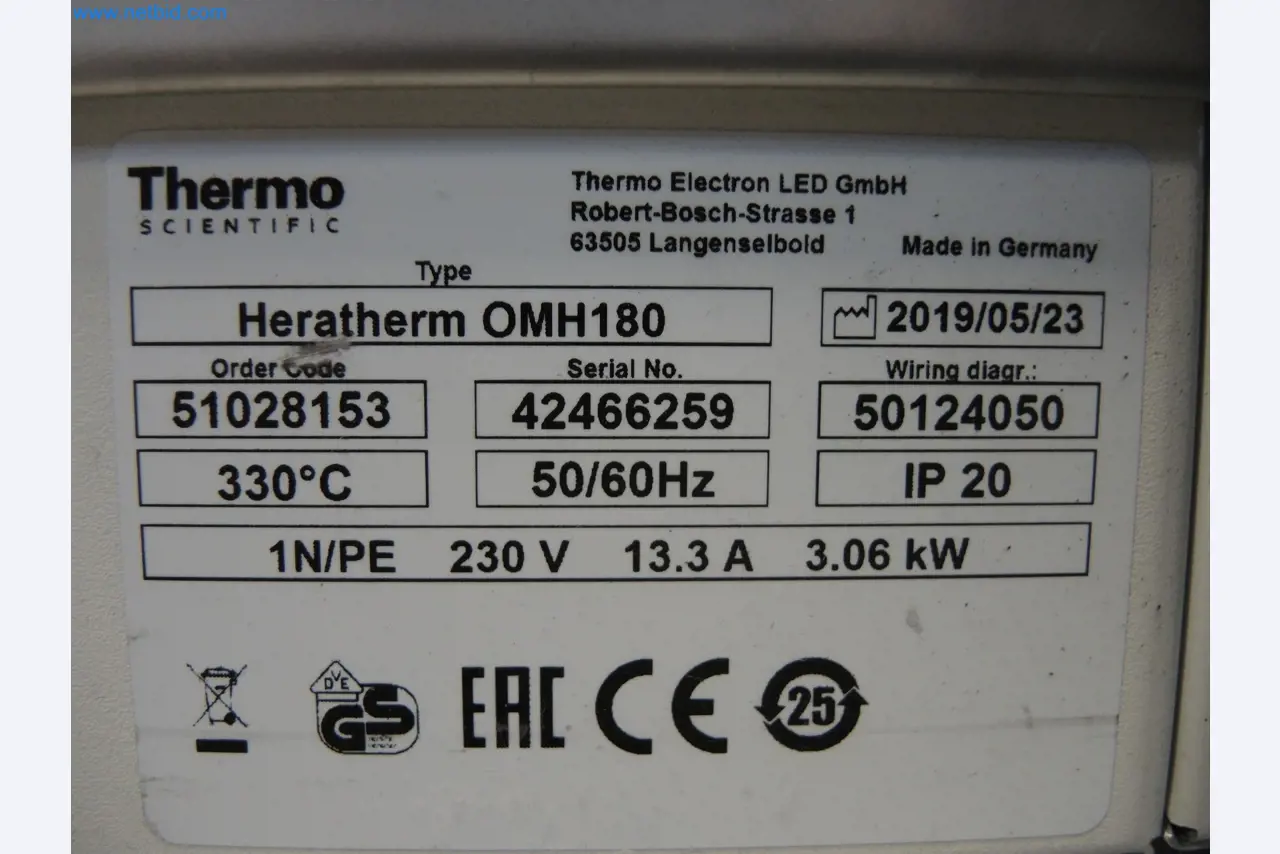 www.netbid.com
Thermo
SCIENTIFIC
Thermo Electron LED GmbH
Robert-Bosch-Strasse 1
63505 Langenselbold
Made in Germany
Type
Heratherm OMH180
2019/05/23
Order Code
Serial No.
Wiring diagr.:
51028153
42466259
50124050
330°C
50/60Hz
IP 20
1N/PE 230 V 13.3 A 3.06 kW
DVE
GS
EAC
CE
25